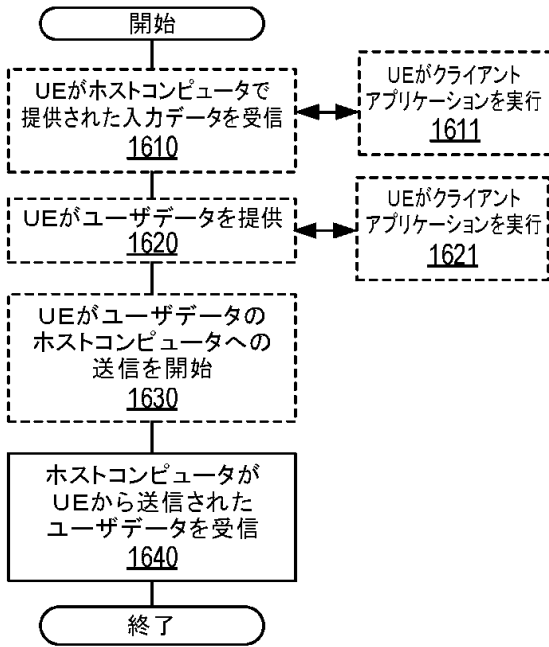 開始
UEがホストコンピュータで
提供された入力データを受信
1610
UEがクライアント
アプリケーションを実行
1611
UEがユーザデータを提供
1620
UEがクライアント
アプリケーションを実行
1621
UEがユーザデータの
ホストコンピュータへの
送信を開始
1630
ホストコンピュータが
UEから送信された
ユーザデータを受信
1640
終了